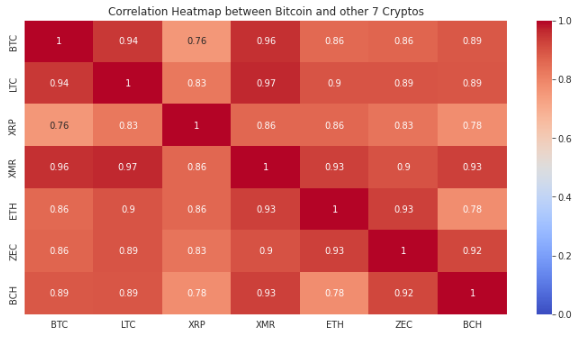 Correlation Heatmap between Bitcoin and other 7 Cryptos
BTC 1 0.94 0.76 0.96 0.86 0.86 0.89
LTC 0.94 1 0.83 0.97 0.9 0.89 0.89
XRP 0.76 0.83 1 0.86 0.86 0.83 0.78
XMR 0.96 0.97 0.86 1 0.93 0.9 0.93
ETH 0.86 0.9 0.86 0.93 1 0.93 0.78
ZEC 0.86 0.89 0.83 0.9 0.93 1 0.92
BCH 0.89 0.89 0.78 0.93 0.78 0.92 1
BTC LTC XRP XMR ETH ZEC BCH
1.0
0.8
0.6
0.4
0.2
0.0